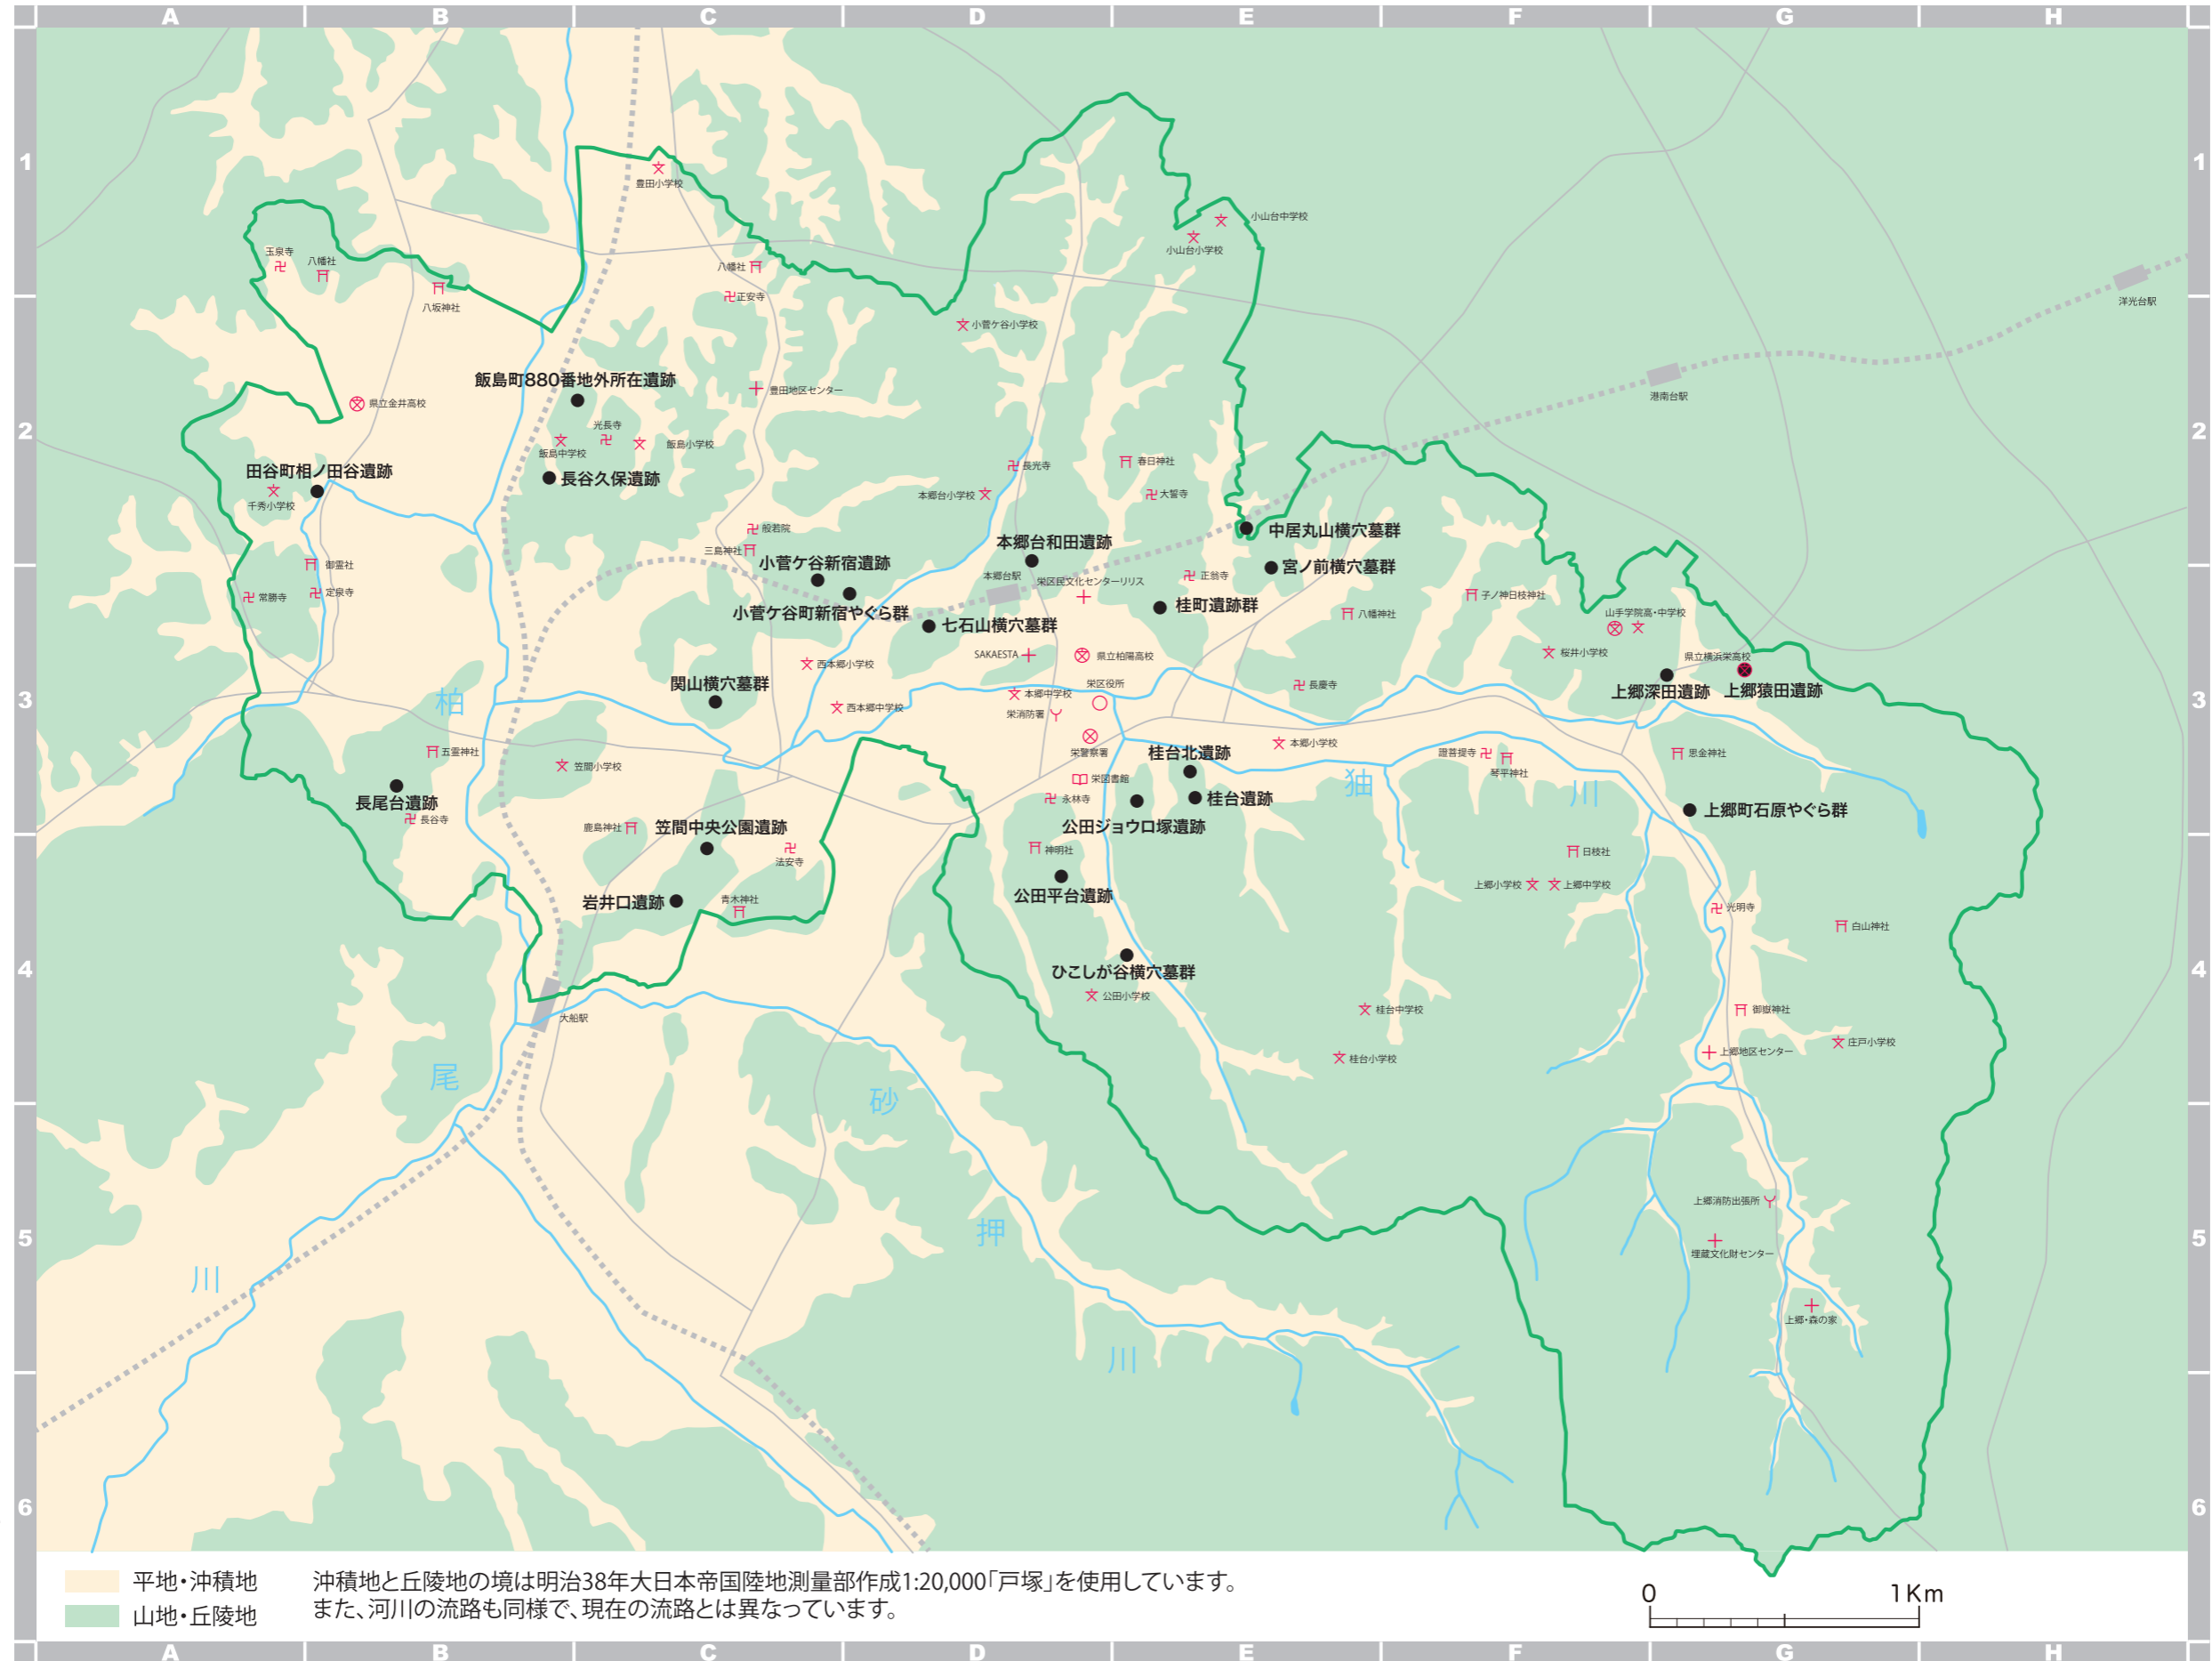 A B C D E F G H
1 1
豊田小学校
小山台中学校
小山台小学校
玉泉寺
八幡社
八幡社
八坂神社
正安寺
洋光台駅
小菅ケ谷小学校
飯島町880番地外所在遺跡
豊田地区センター
港南台駅
県立金井高校
光長寺
2 2
飯島中学校
飯島小学校
田谷町相ノ田谷遺跡
長谷久保遺跡
長光寺
春日神社
千秀小学校
本郷台小学校
大誓寺
般若院
中居丸山横穴墓群
三島神社
本郷台和田遺跡
小菅ケ谷新宿遺跡
御霊社
宮ノ前横穴墓群
本郷台駅
栄区民文化センターリリス
正翁寺
定泉寺
常勝寺
子ノ神日枝神社
小菅ケ谷町新宿やぐら群
桂町遺跡群
八幡神社
山手学院高・中学校
七石山横穴墓群
SAKAESTA
県立柏陽高校
桜井小学校
県立横浜栄高校
西本郷小学校
関山横穴墓群
栄区役所
長慶寺
上郷深田遺跡
上郷猿田遺跡
3 3
柏
本郷中学校
西本郷中学校
栄消防署
五霊神社
栄警察署
桂台北遺跡
本郷小学校
證菩提寺
思金神社
笠間小学校
琴平神社
栄図書館
㹨
川
長尾台遺跡
永林寺
桂台遺跡
上郷町石原やぐら群
長谷寺
鹿島神社
笠間中央公園遺跡
公田ジョウロ塚遺跡
法安寺
神明社
日枝社
公田平台遺跡
上郷小学校
上郷中学校
岩井口遺跡
青木神社
光明寺
白山神社
4 4
ひこしが谷横穴墓群
公田小学校
桂台中学校
御嶽神社
大船駅
庄戸小学校
桂台小学校
上郷地区センター
尾
砂
上郷消防出張所
5 5
押
埋蔵文化財センター
川
上郷・森の家
川
6 6
平地・沖積地
山地・丘陵地
沖積地と丘陵地の境は明治38年大日本帝国陸地測量部作成1:20,000「戸塚」を使用しています。
また、河川の流路も同様で、現在の流路とは異なっています。
0 1Km
A B C D E F G H